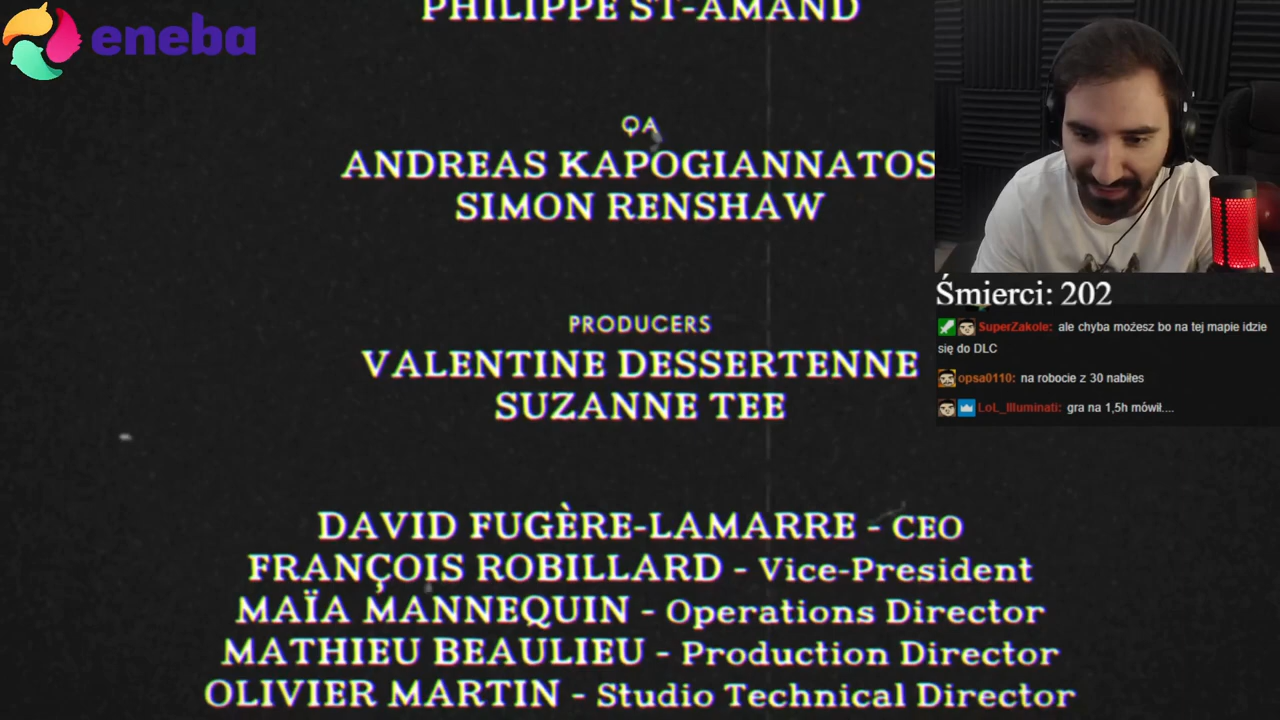 PHILIPPE ST-AMAND
eneba
QA
ANDREAS KAPOGIANNATOS
SIMON RENSHAW
PRODUCERS
VALENTINE DESSERTENNE
SUZANNE TEE
DAVID FUGÈRE-LAMARRE - CEO
FRANÇOIS ROBILLARD - Vice-President
MAÏA MANNEQUIN - Operations Director
MATHIEU BEAULIEU - Production Director
OLIVIER MARTIN - Studio Technical Director
Śmierci: 202
SuperZakole: ale chyba możesz bo na tej mapie idzie
się do DLC
opsa0110: na robocie z 30 nabiłes
LoL_Illuminati: gra na 1,5h mówił....